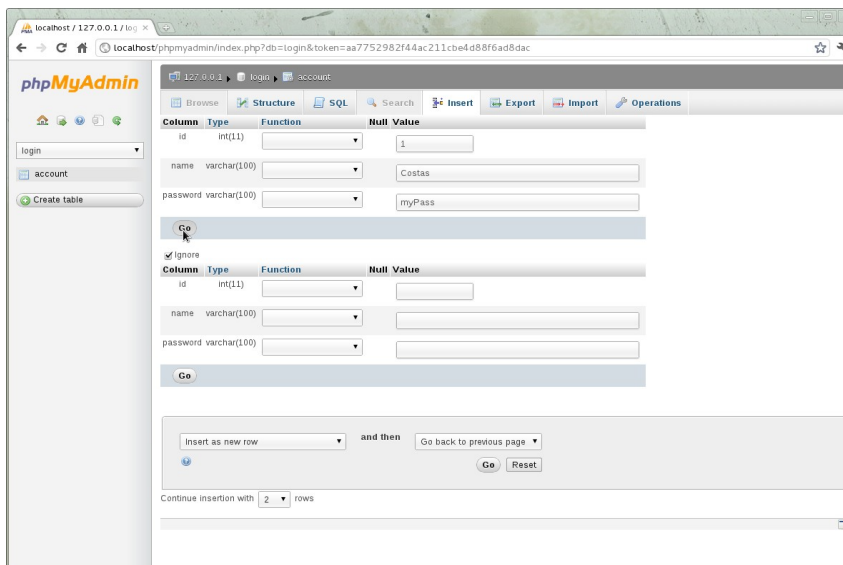 localhost / 127.0.0.1 / log
localhost/phpmyadmin/index.php?db=login&token=aa7752982f44ac211cbe4d88f6ad8dac
phpMyAdmin
login
account
Create table
127.0.0.1 login account
Browse Structure SQL Search Insert Export Import Operations
Column Type Function Null Value
id int(11) 1
name varchar(100) Costas
password varchar(100) myPass
Go
Ignore
Column Type Function Null Value
id int(11)
name varchar(100)
password varchar(100)
Go
Insert as new row and then Go back to previous page
Go Reset
Continue insertion with 2 rows